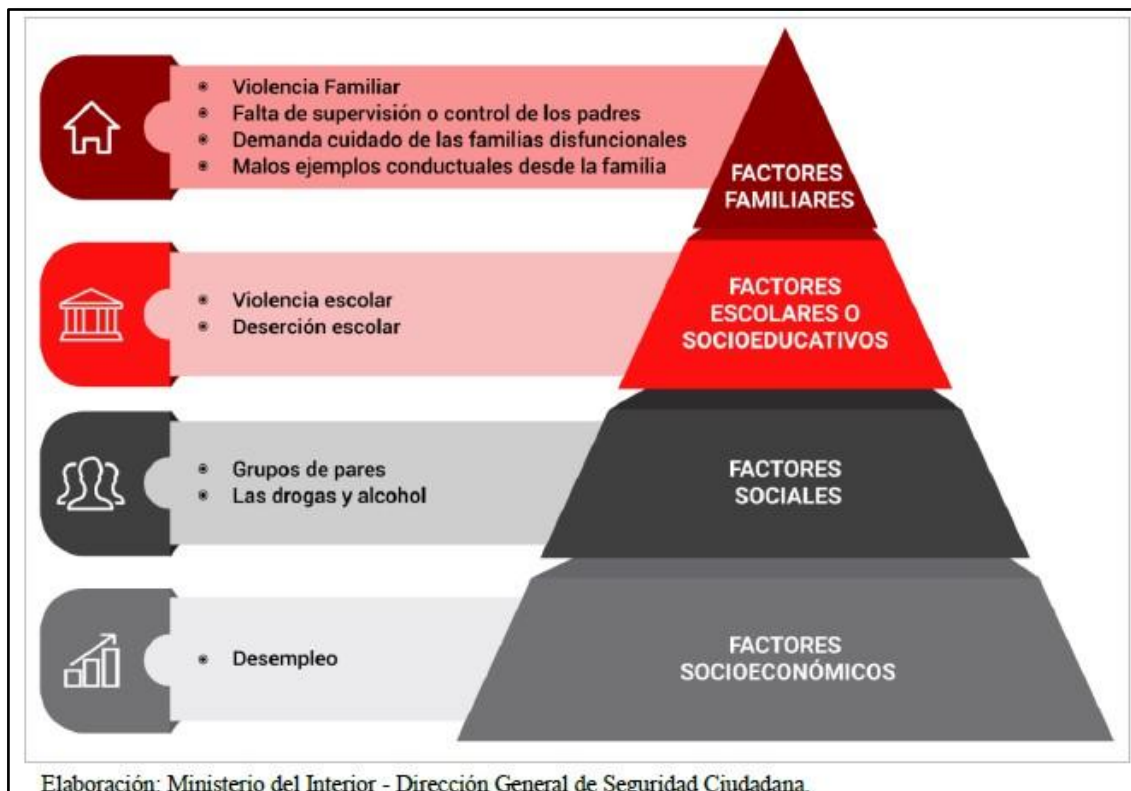 Violencia Familiar
Falta de supervisión o control de los padres
Demanda cuidado de las familias disfuncionales
Malos ejemplos conductuales desde la familia
FACTORES
FAMILIARES
Violencia escolar
Deserción escolar
FACTORES
ESCOLARES O
SOCIOEDUCATIVOS
Grupos de pares
Las drogas y alcohol
FACTORES
SOCIALES
Desempleo
FACTORES
SOCIOECONÓMICOS
Elaboración: Ministerio del Interior - Dirección General de Seguridad Ciudadana.